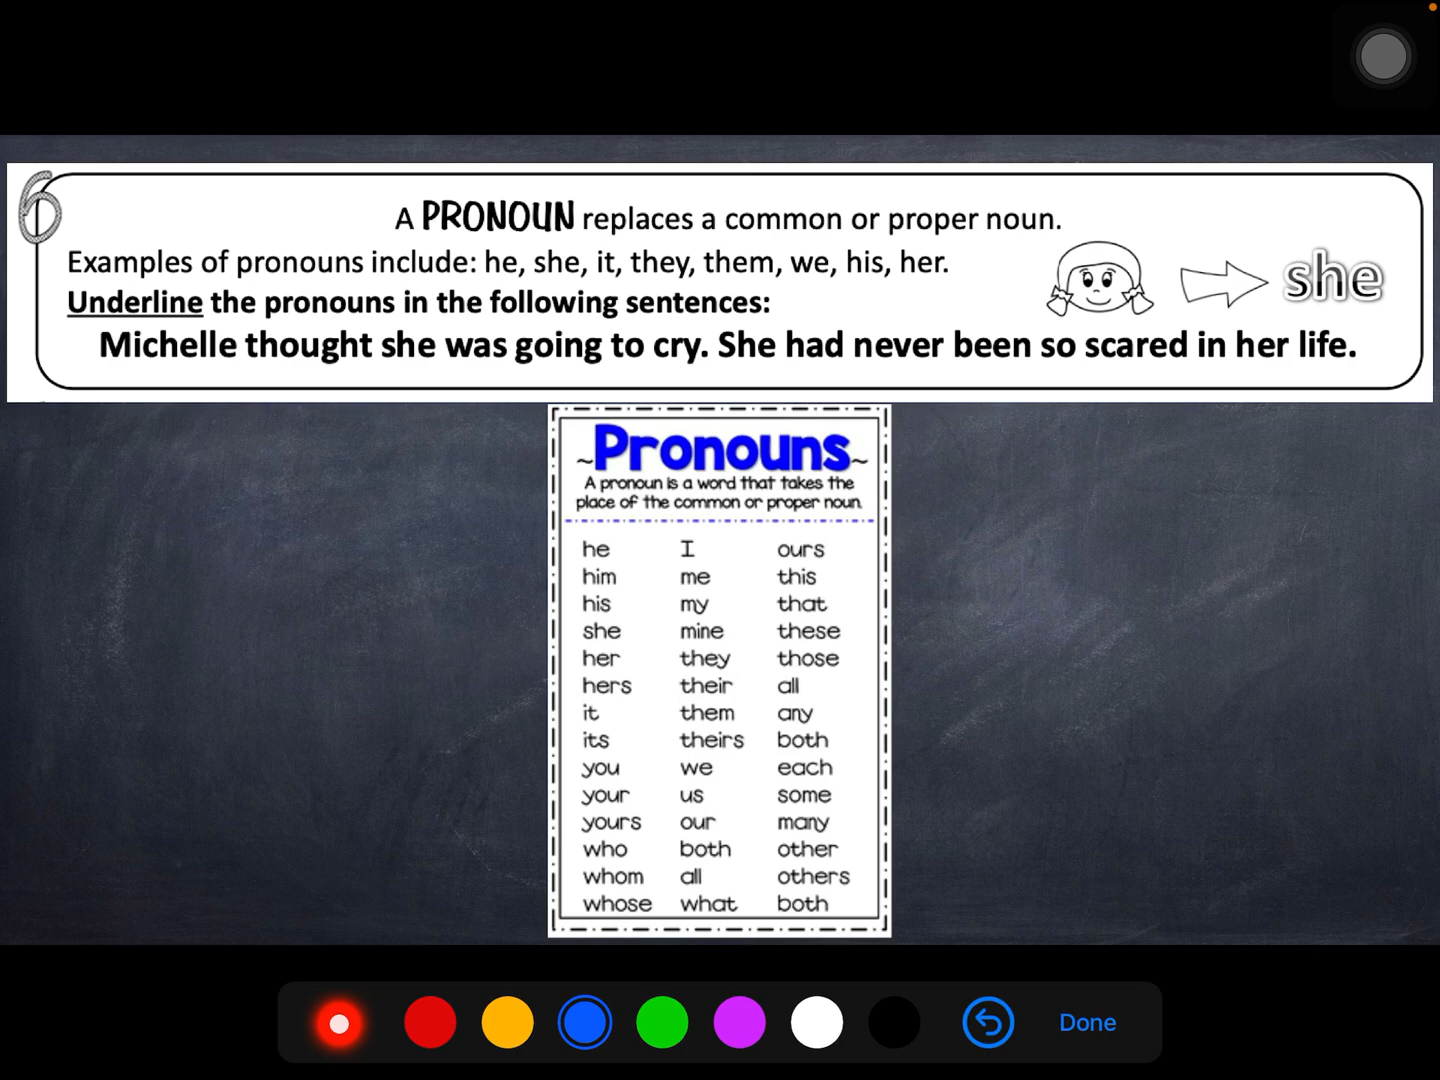 6
A PRONOUN replaces a common or proper noun.
Examples of pronouns include: he, she, it, they, them, we, his, her.
she
Underline the pronouns in the following sentences:
Michelle thought she was going to cry. She had never been so scared in her life.
~Pronouns~
A pronoun is a word that takes the
place of the common or proper noun.
he I ours
him me this
his my that
she mine these
her they those
hers their all
it them any
its theirs both
you we each
your us some
yours our many
who both other
whom all others
whose what both
Done